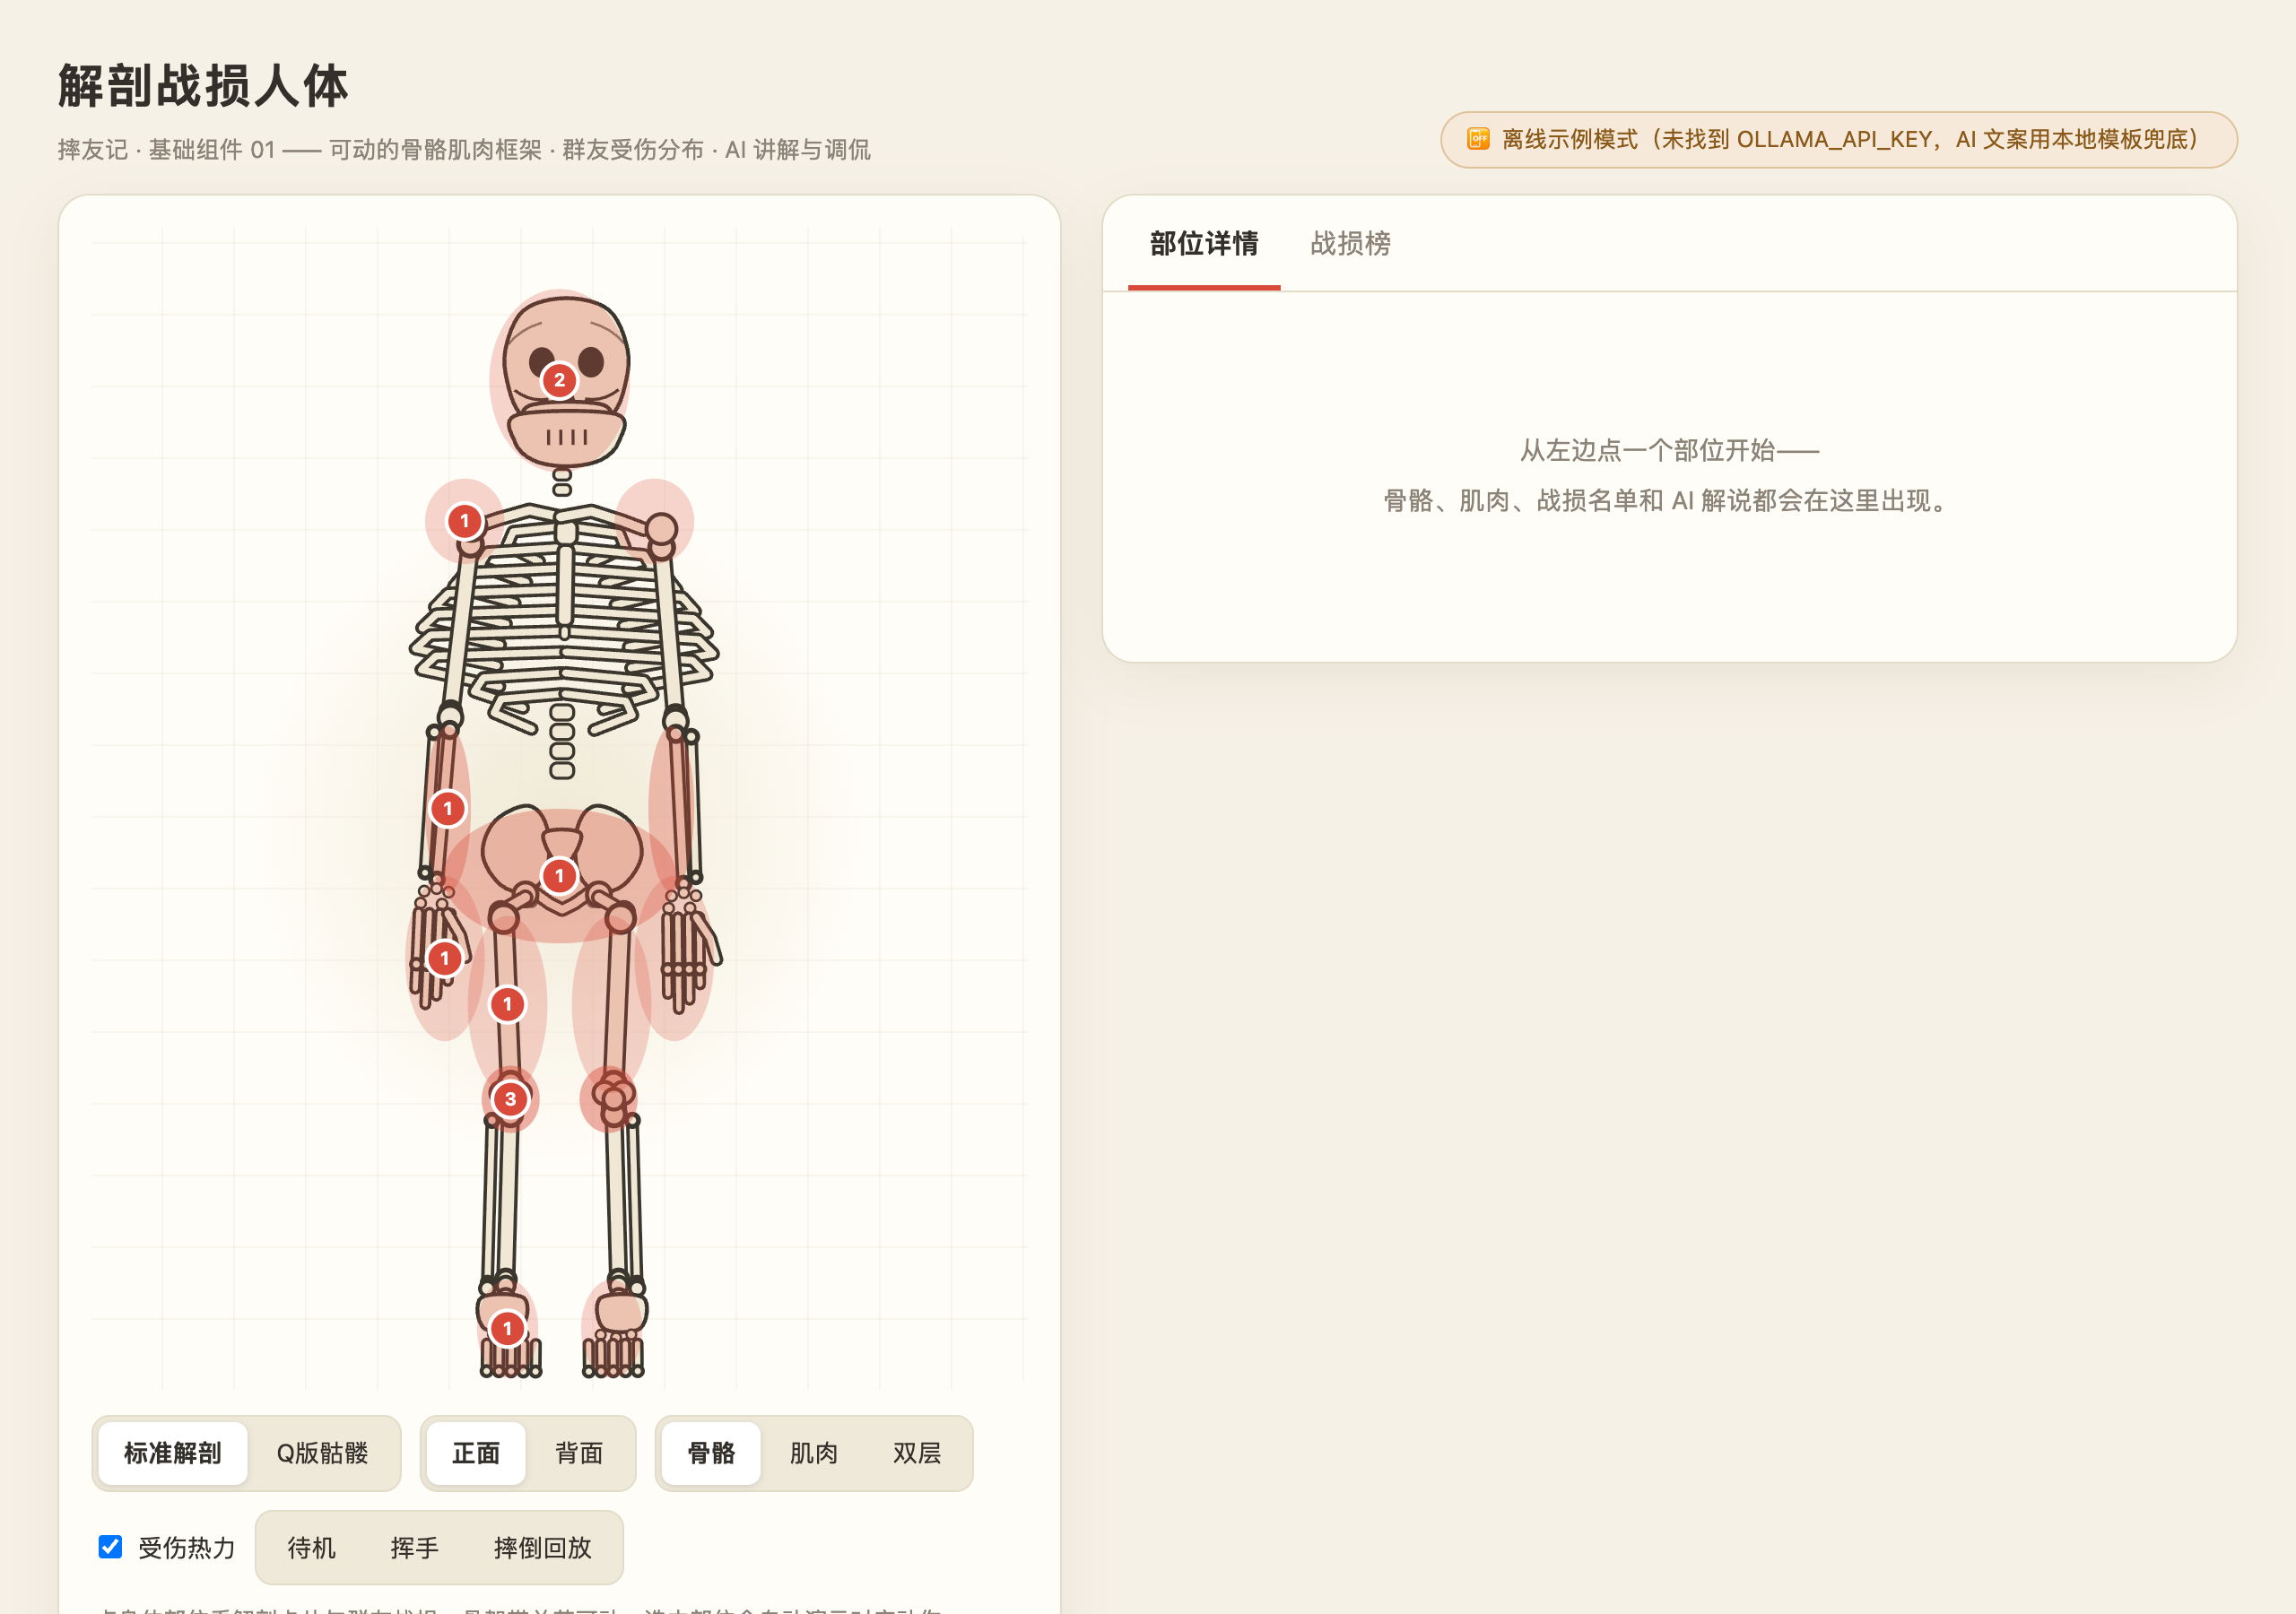 解剖战损人体
摔友记 · 基础组件 01 —— 可动的骨骼肌肉框架 · 群友受伤分布 · AI 讲解与调侃
OFF 离线示例模式（未找到 OLLAMA_API_KEY，AI 文案用本地模板兜底）
部位详情 战损榜
从左边点一个部位开始——
骨骼、肌肉、战损名单和 AI 解说都会在这里出现。
2
1
1
1
1
1
3
1
标准解剖 Q版骷髅 正面 背面 骨骼 肌肉 双层
受伤热力 待机 挥手 摔倒回放